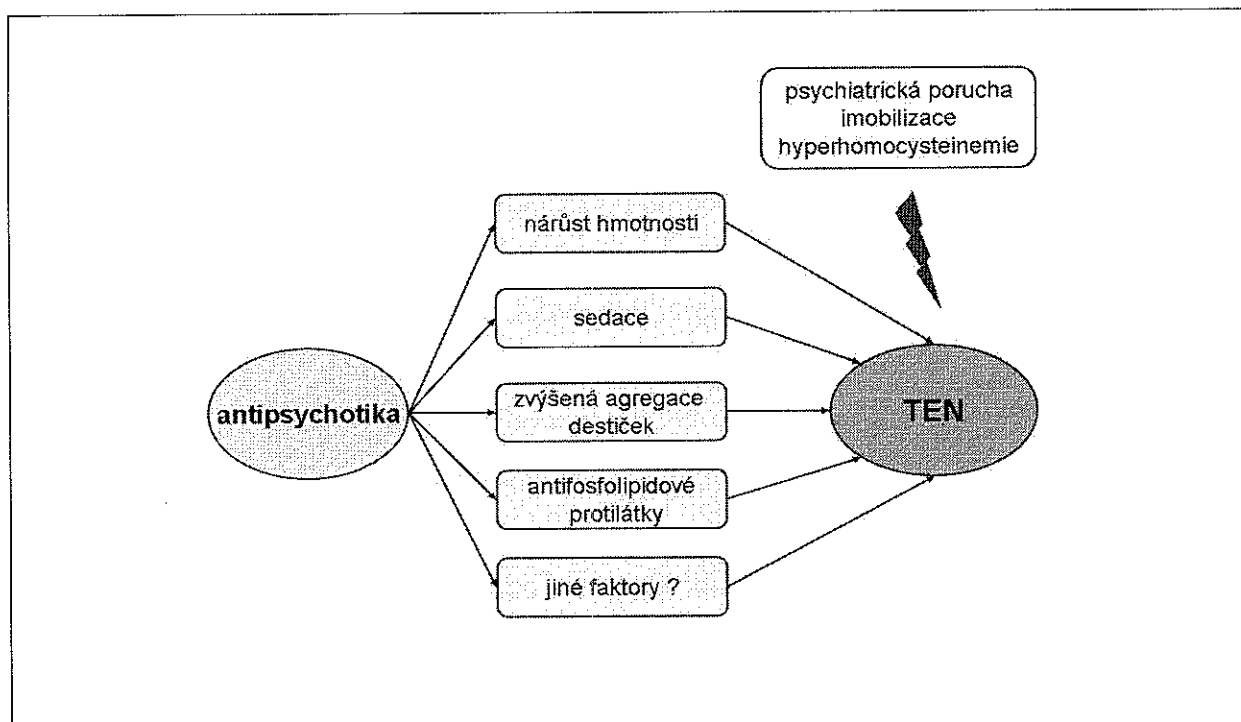 psychiatrická porucha
imobilizace
hyperhomocysteinemie
nárůst hmotnosti
sedace
antipsychotika
zvýšená agregace
destiček
TEN
antifosfolipidové
protilátky
jiné faktory ?